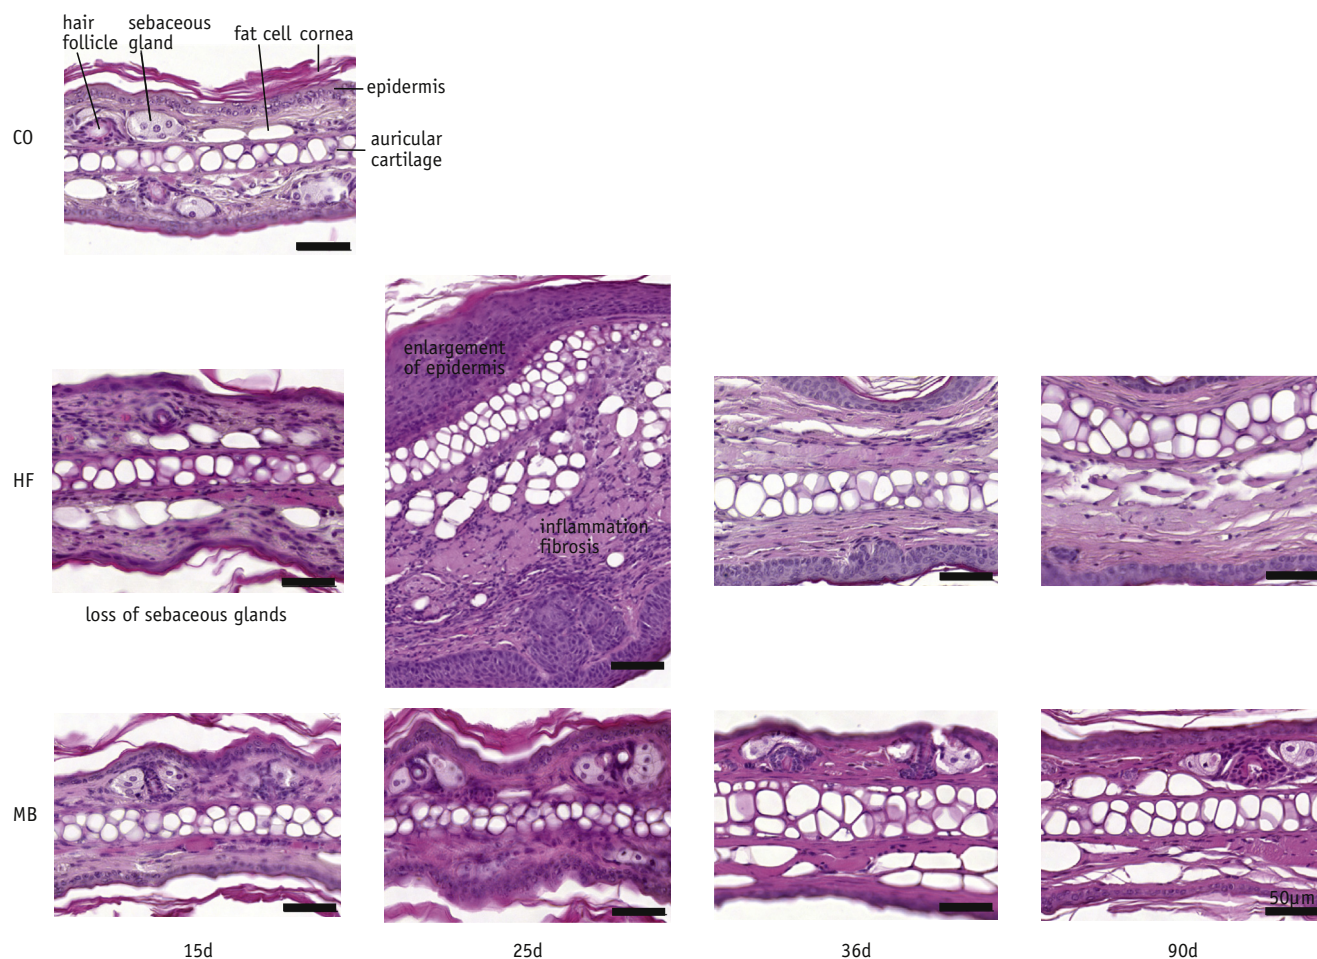 hair
follicle
sebaceous
gland
fat cell
cornea
epidermis
CO
auricular
cartilage
enlargement
of epidermis
HF
inflammation
fibrosis
loss of sebaceous glands
MB
50µm
15d
25d
36d
90d